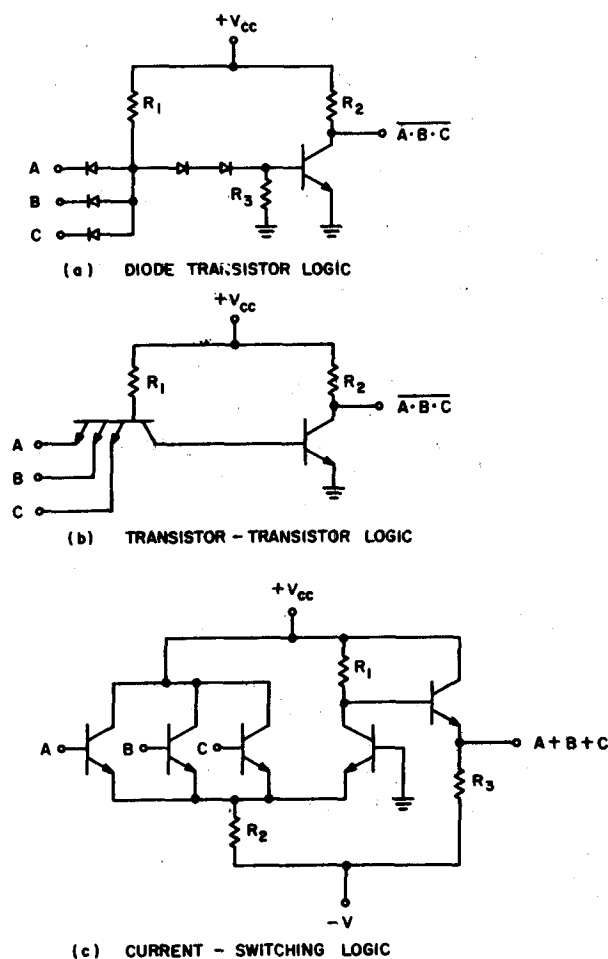 +Vcc
R1
R2
A·B·C
A
B
R3
C
(a) DIODE TRANSISTOR LOGIC
+Vcc
R1
R2
A·B·C
A
B
C
(b) TRANSISTOR - TRANSISTOR LOGIC
+Vcc
R1
A
B
C
A+B+C
R3
R2
-V
(c) CURRENT - SWITCHING LOGIC